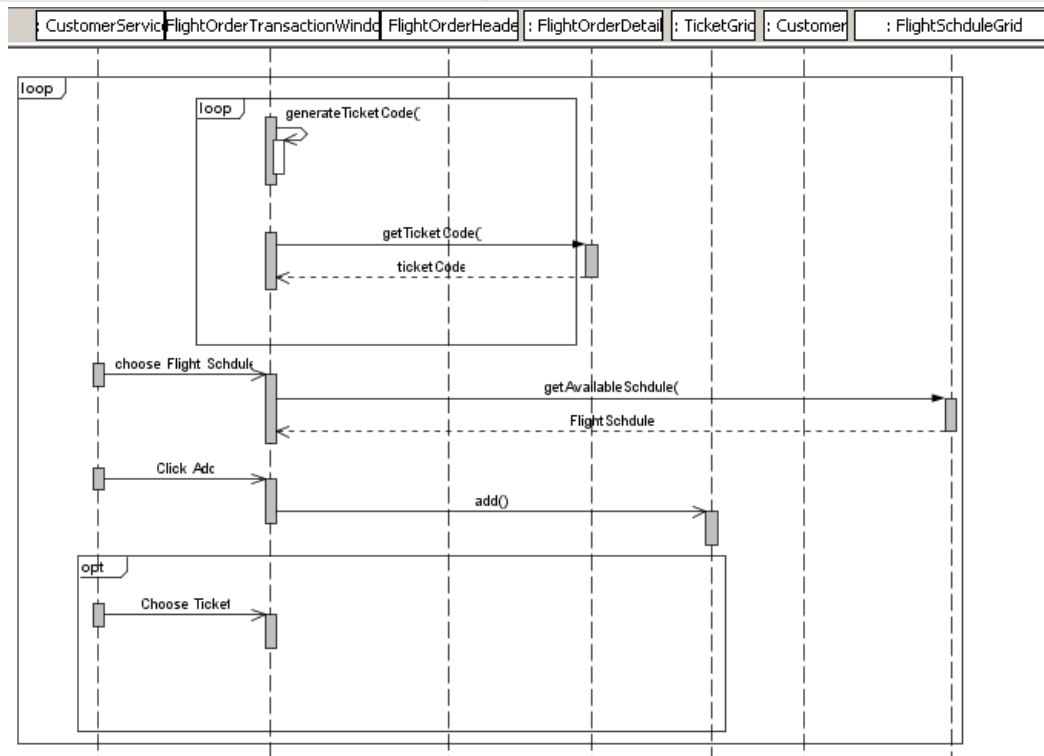 : CustomerServic FlightOrderTransactionWindo FlightOrderHeade : FlightOrderDetail : TicketGrid : Customer : FlightSchduleGrid
loop
loop
generateTicketCode(
getTicketCode(
ticketCode
choose Flight Schdule
getAvailableSchdule(
FlightSchdule
Click Add
add()
opt
Choose Ticket